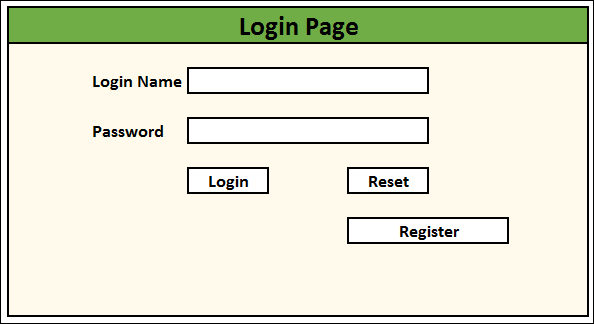 Login Page
Login Name
Password
Login Reset
Register